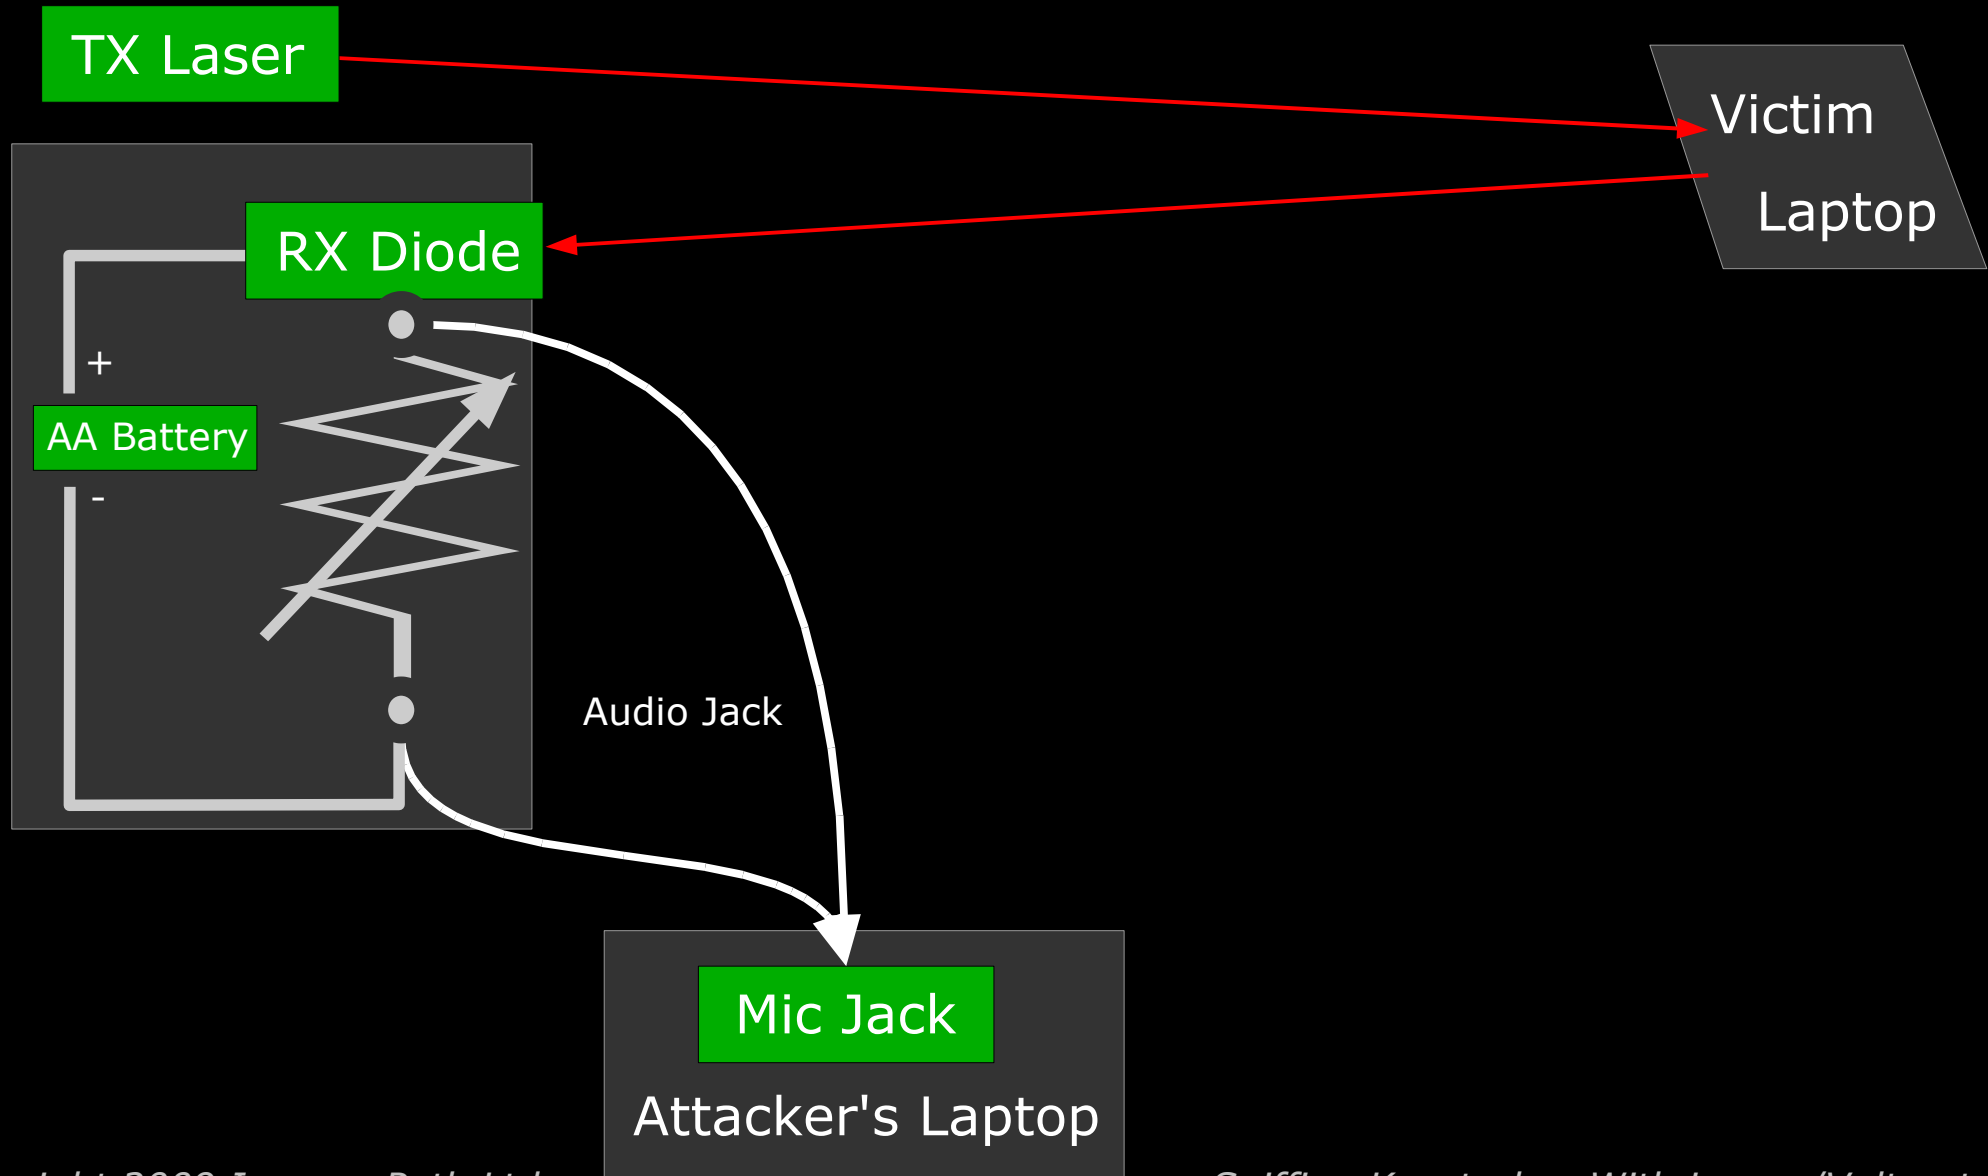 TX Laser
Victim
Laptop
RX Diode
+
AA Battery
-
Audio Jack
Mic Jack
Attacker's Laptop